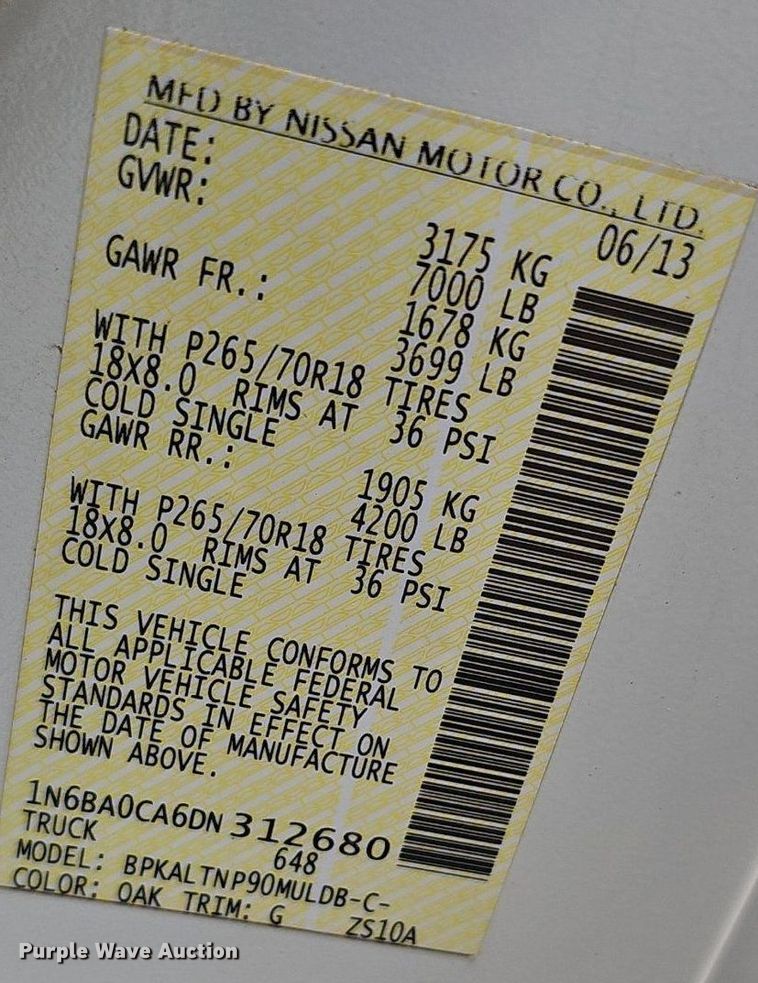 MFD BY NISSAN MOTOR CO., LTD.
DATE: 06/13
GVWR: 3175 KG
7000 LB
GAWR FR.: 1678 KG
3699 LB
WITH P265/70R18 TIRES
18X8.0 RIMS AT 36 PSI
COLD SINGLE
GAWR RR.: 1905 KG
4200 LB
WITH P265/70R18 TIRES
18X8.0 RIMS AT 36 PSI
COLD SINGLE
THIS VEHICLE CONFORMS TO
ALL APPLICABLE FEDERAL
MOTOR VEHICLE SAFETY
STANDARDS IN EFFECT ON
THE DATE OF MANUFACTURE
SHOWN ABOVE.
1N6BA0CA6DN312680
TRUCK 648
MODEL: BPKALTNP90MULDB-C-
COLOR: QAK TRIM: G ZS10A
Purple Wave Auction